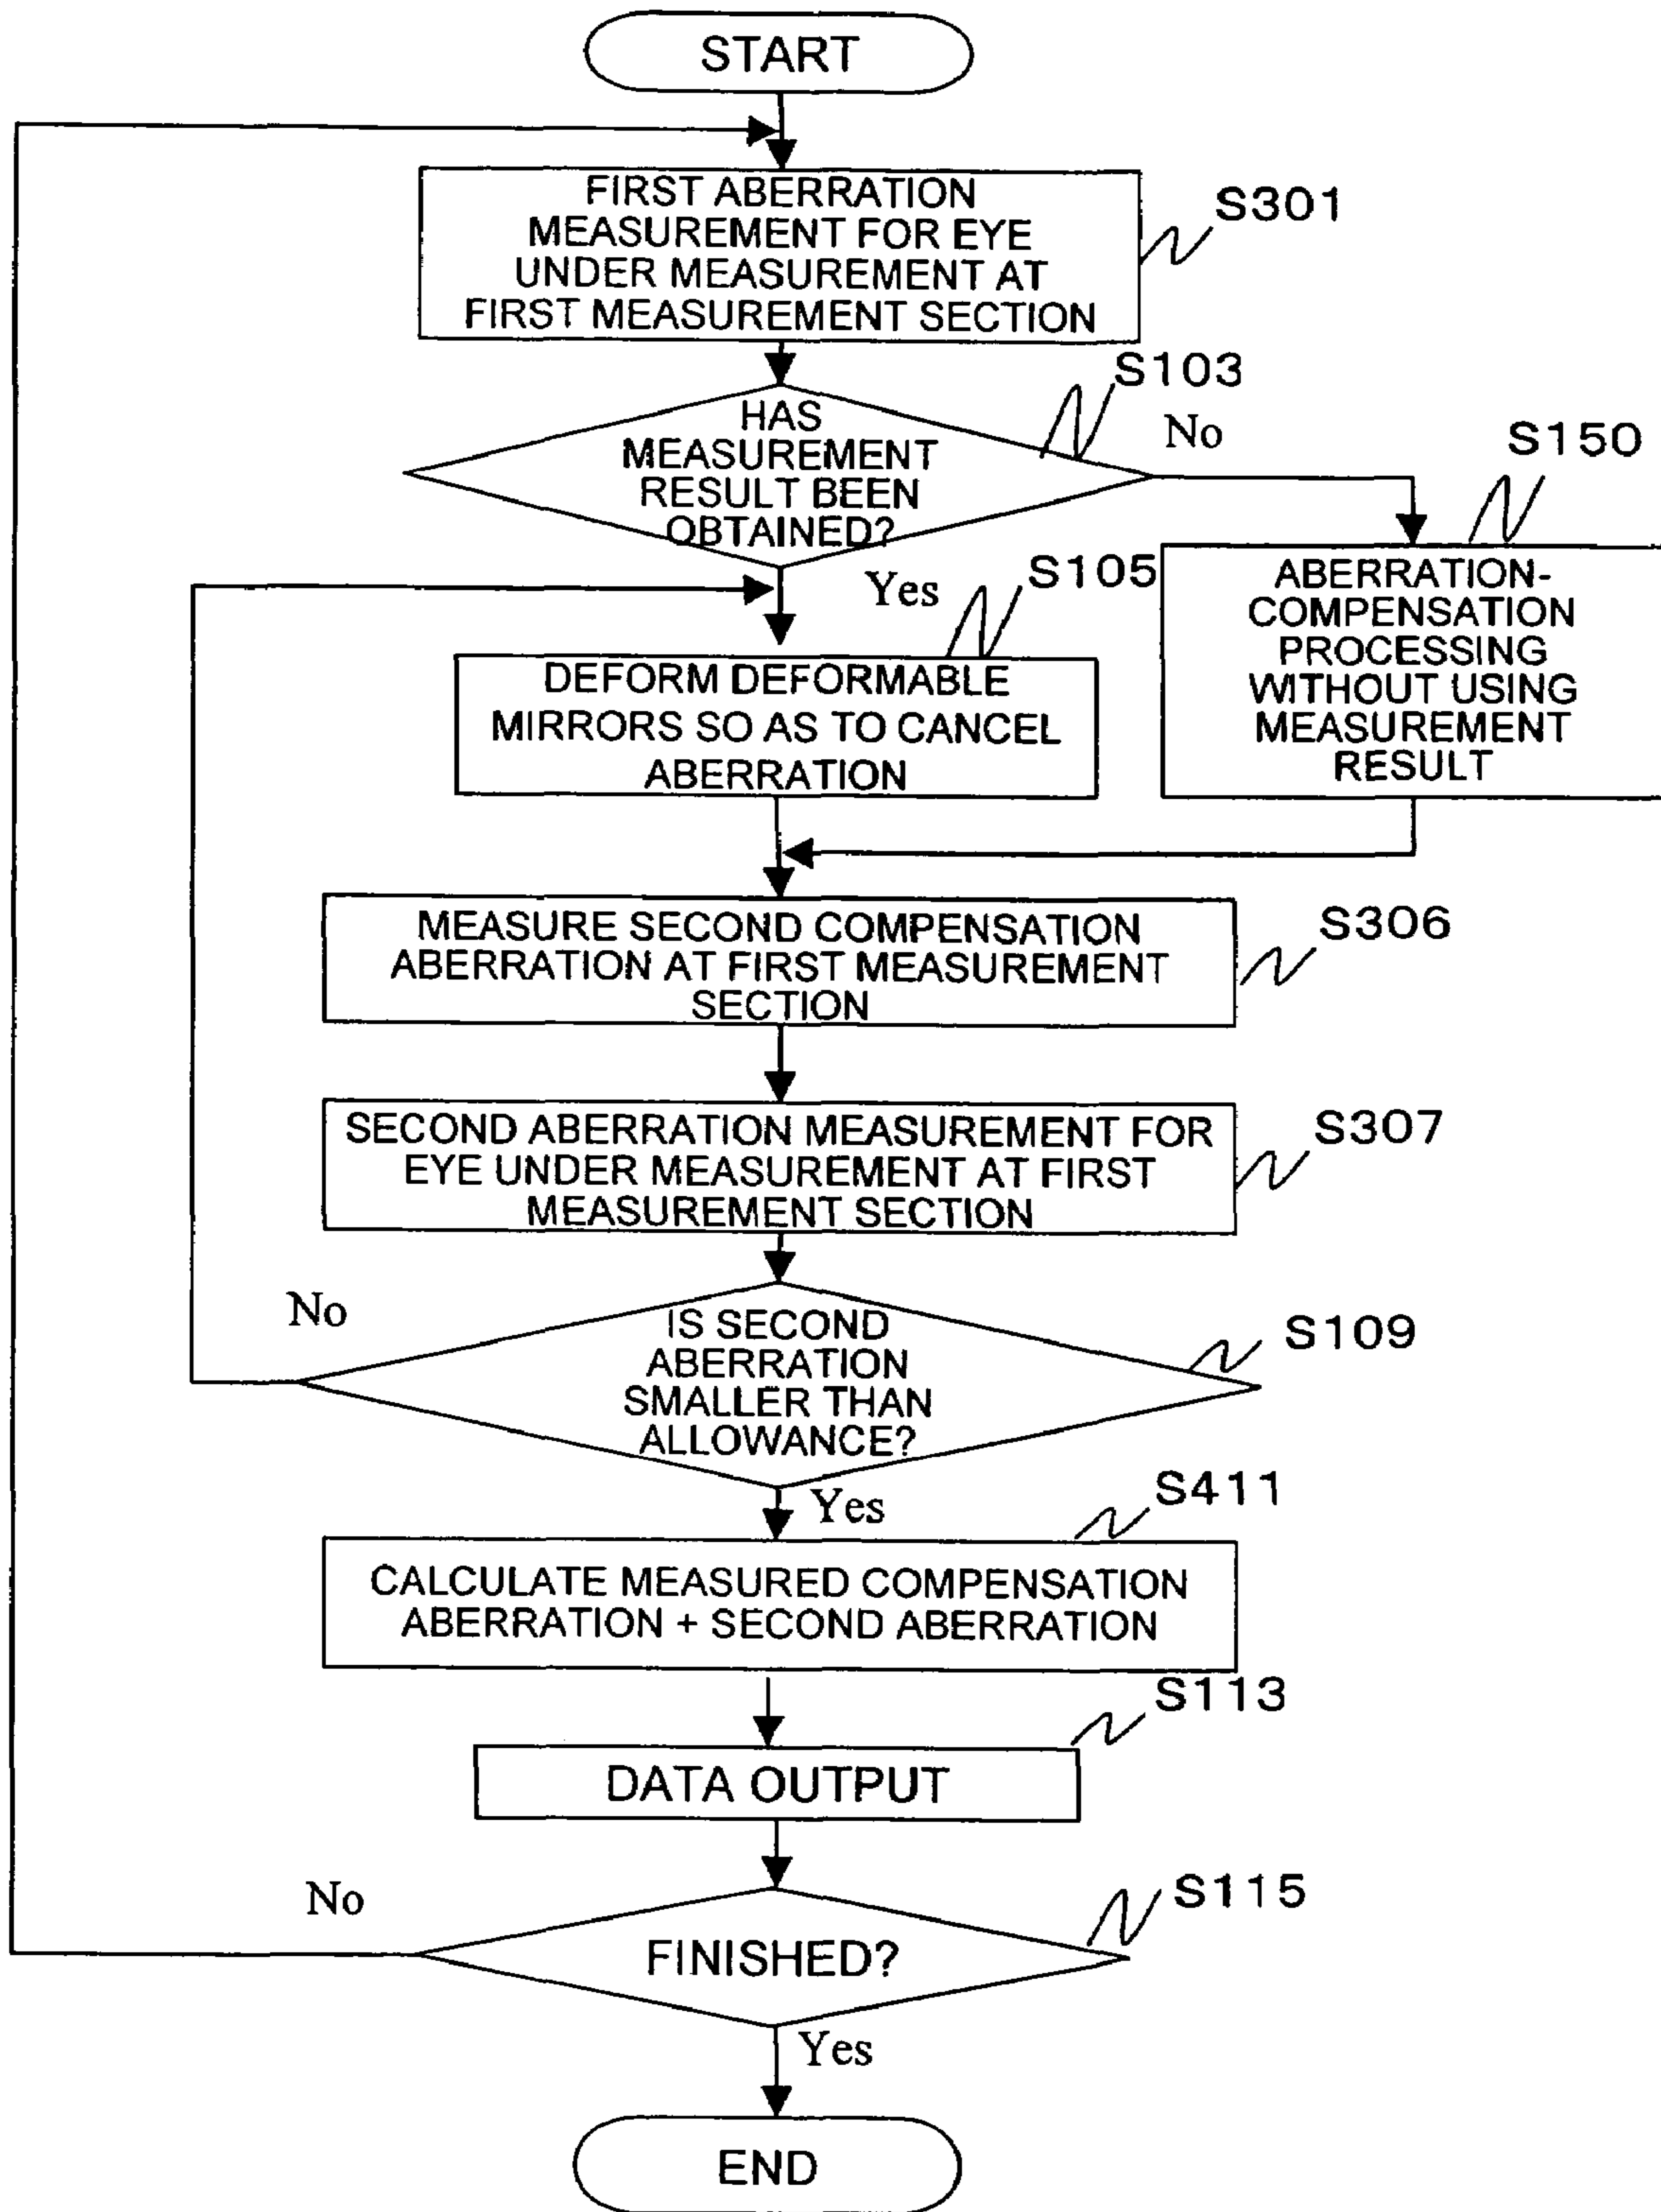 START
FIRST ABERRATION
MEASUREMENT FOR EYE
UNDER MEASUREMENT AT
FIRST MEASUREMENT SECTION
S301
S103
HAS
MEASUREMENT
RESULT BEEN
OBTAINED?
No
S150
ABERRATION-
COMPENSATION
PROCESSING
WITHOUT USING
MEASUREMENT
RESULT
Yes
S105
DEFORM DEFORMABLE
MIRRORS SO AS TO CANCEL
ABERRATION
MEASURE SECOND COMPENSATION
ABERRATION AT FIRST MEASUREMENT
SECTION
S306
SECOND ABERRATION MEASUREMENT FOR
EYE UNDER MEASUREMENT AT FIRST
MEASUREMENT SECTION
S307
No
IS SECOND
ABERRATION
SMALLER THAN
ALLOWANCE?
S109
Yes
S411
CALCULATE MEASURED COMPENSATION
ABERRATION + SECOND ABERRATION
S113
DATA OUTPUT
No
S115
FINISHED?
Yes
END